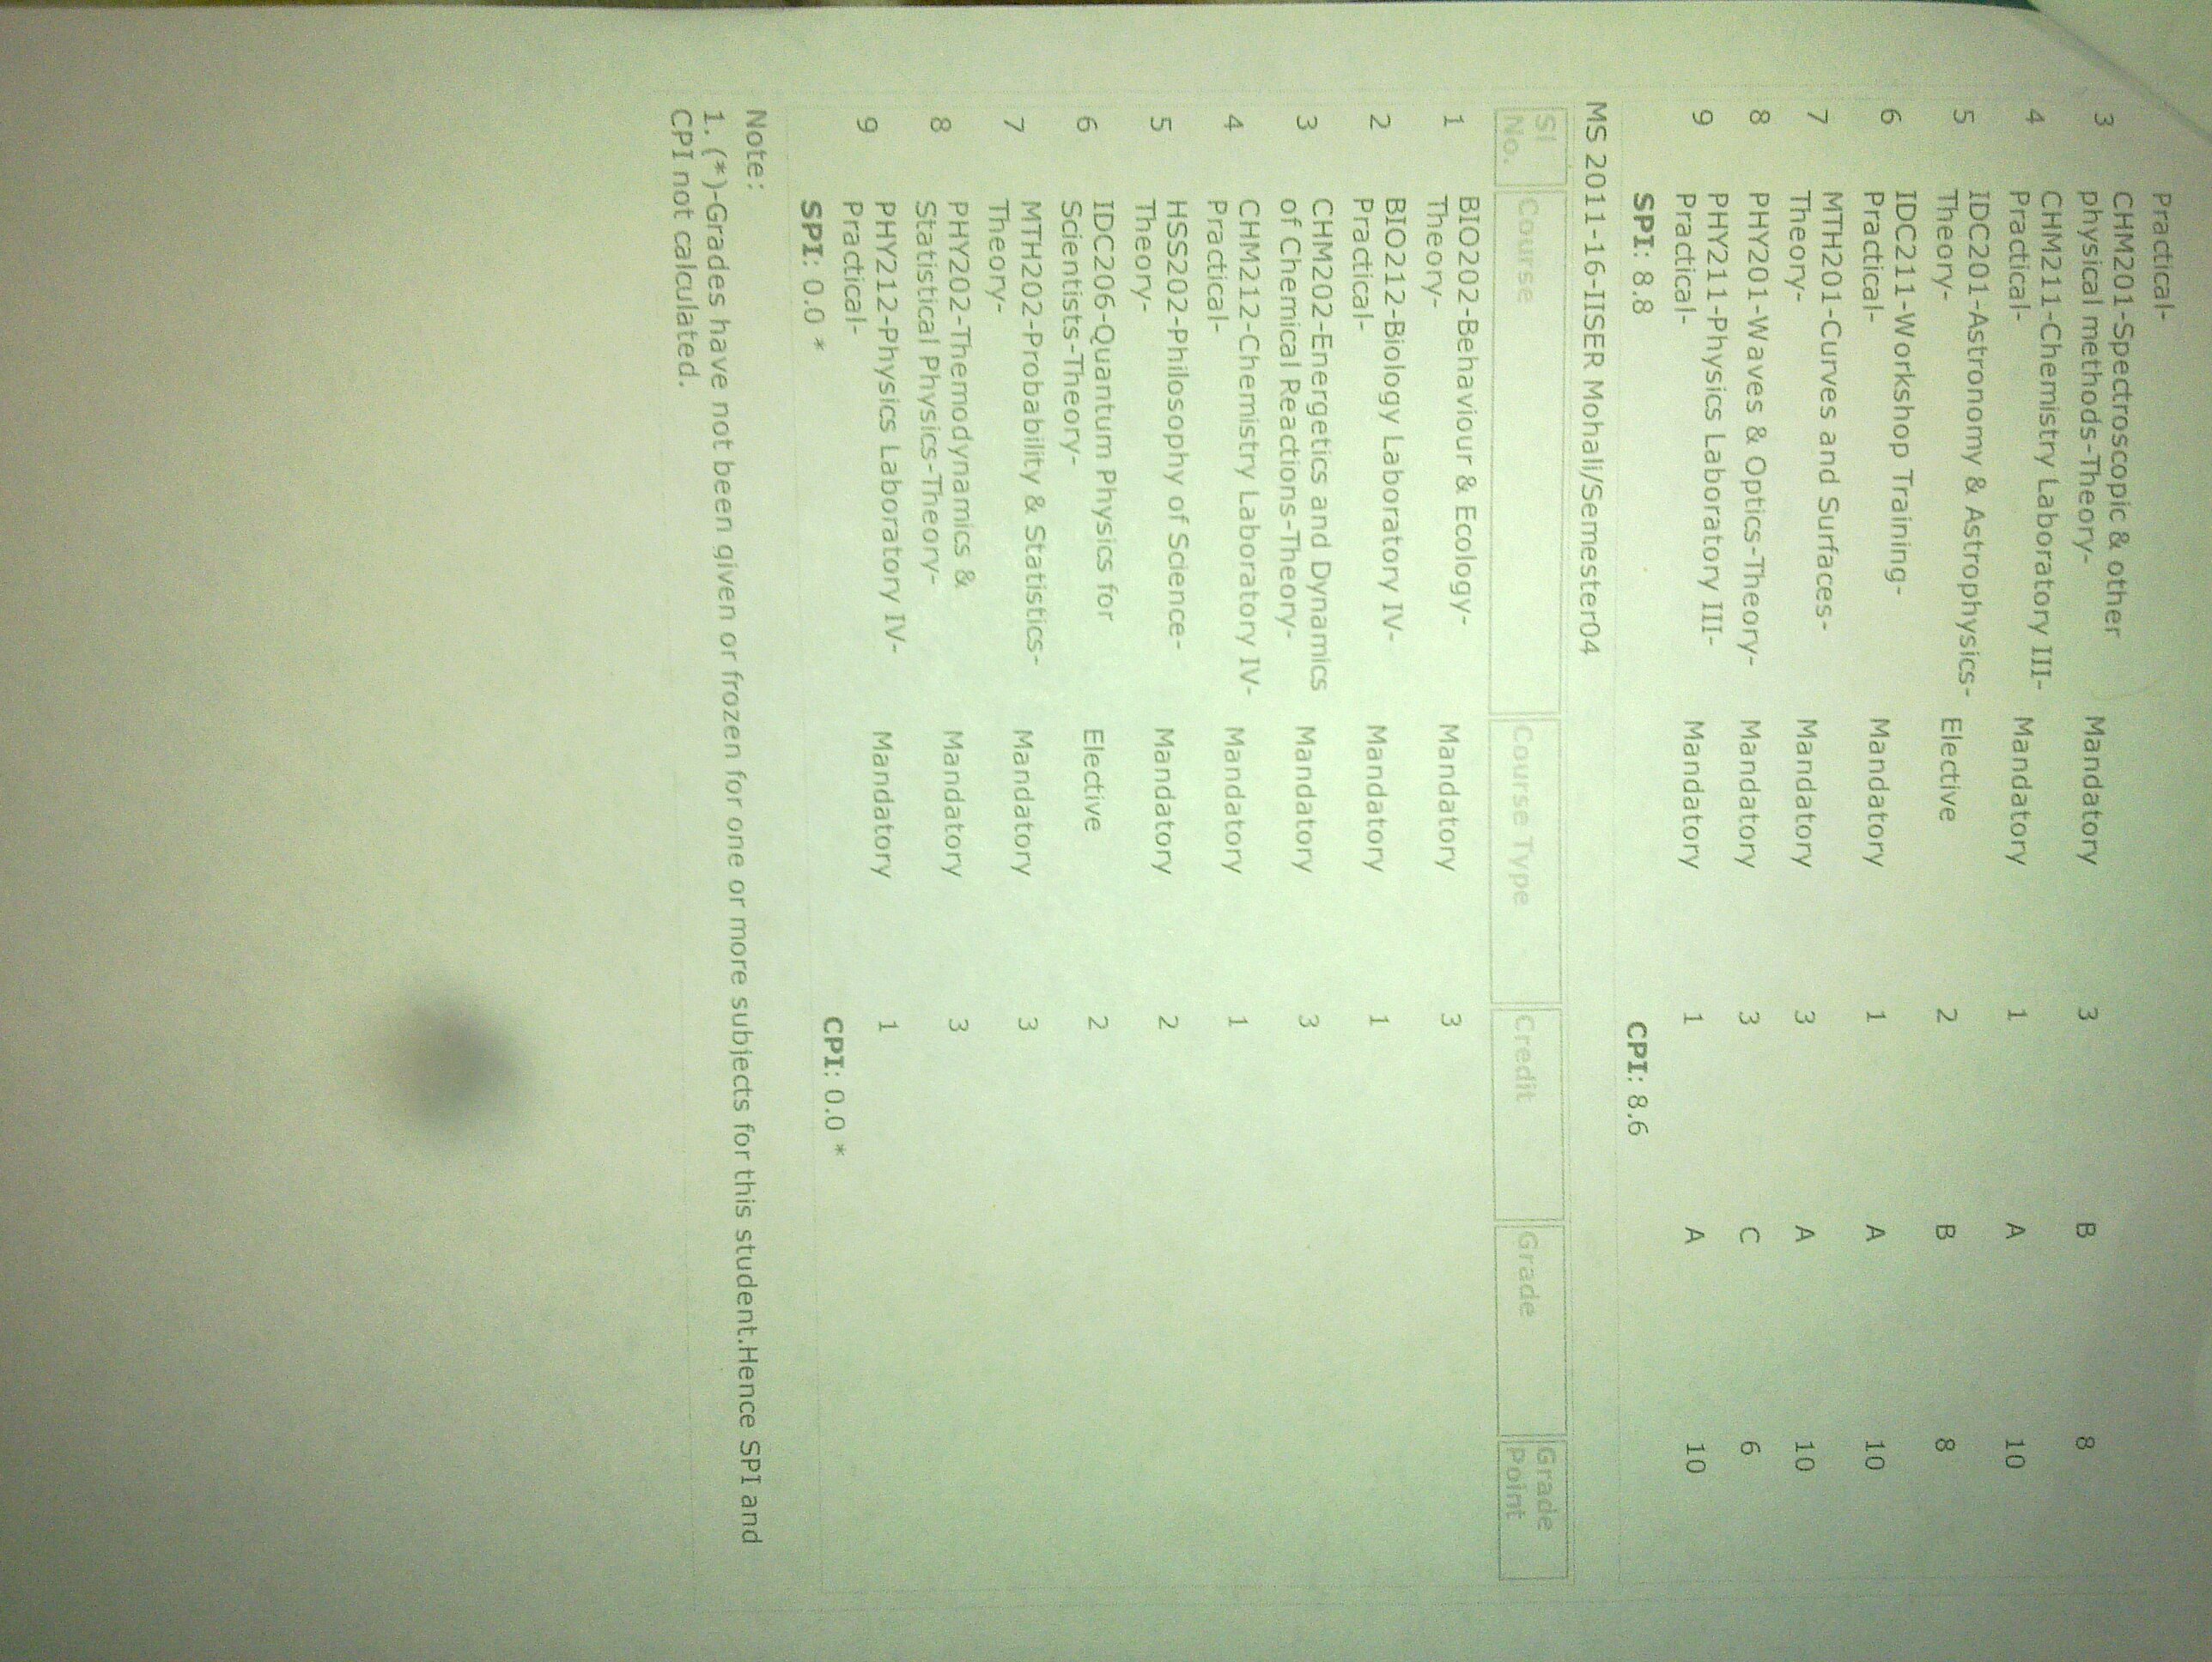 Practical-
3 CHM201-Spectroscopic & other Mandatory 3 B 8
physical methods-Theory-
4 CHM211-Chemistry Laboratory III- Mandatory 1 A 10
Practical-
5 IDC201-Astronomy & Astrophysics- Elective 2 B 8
Theory-
6 IDC211-Workshop Training- Mandatory 1 A 10
Practical-
7 MTH201-Curves and Surfaces- Mandatory 3 A 10
Theory-
8 PHY201-Waves & Optics-Theory- Mandatory 3 C 6
9 PHY211-Physics Laboratory III- Mandatory 1 A 10
Practical-
SPI: 8.8 CPI: 8.6
MS 2011-16-IISER Mohali/Semester04
Sl Course Course Type Credit Grade Grade
No. Point
1 BIO202-Behaviour & Ecology- Mandatory 3
Theory-
2 BIO212-Biology Laboratory IV- Mandatory 1
Practical-
3 CHM202-Energetics and Dynamics Mandatory 3
of Chemical Reactions-Theory-
4 CHM212-Chemistry Laboratory IV- Mandatory 1
Practical-
5 HSS202-Philosophy of Science- Mandatory 2
Theory-
6 IDC206-Quantum Physics for Elective 2
Scientists-Theory-
7 MTH202-Probability & Statistics- Mandatory 3
Theory-
8 PHY202-Themodynamics & Mandatory 3
Statistical Physics-Theory-
9 PHY212-Physics Laboratory IV- Mandatory 1
Practical-
SPI: 0.0 * CPI: 0.0 *
Note:
1. (*)-Grades have not been given or frozen for one or more subjects for this student.Hence SPI and
CPI not calculated.